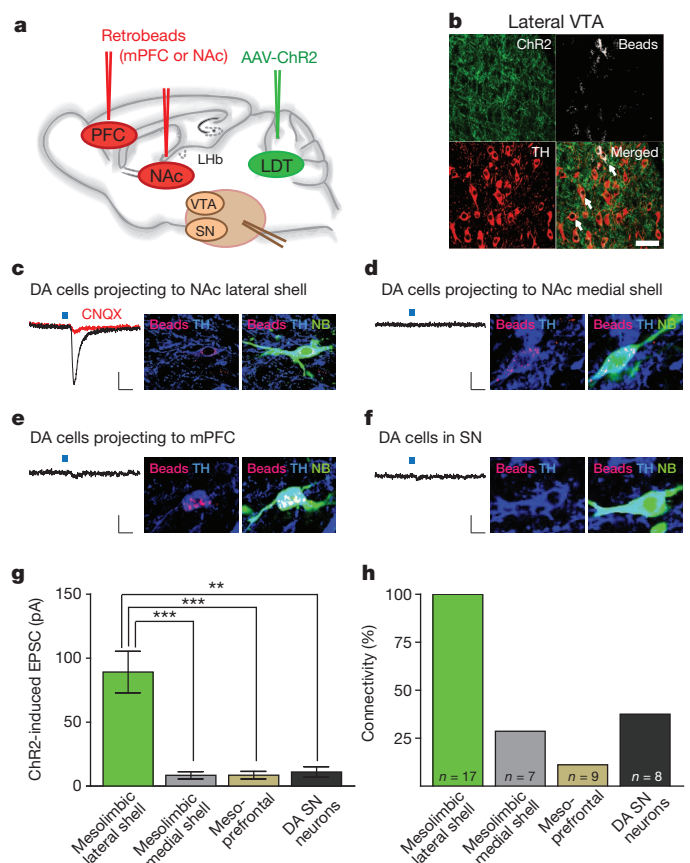 a
Retrobeads
(mPFC or NAc)
AAV-ChR2
PFC
NAc
LHb
LDT
VTA
SN
b
Lateral VTA
ChR2
Beads
TH
Merged
c
DA cells projecting to NAc lateral shell
CNQX
Beads TH
Beads TH NB
d
DA cells projecting to NAc medial shell
Beads TH
Beads TH NB
e
DA cells projecting to mPFC
Beads TH
Beads TH NB
f
DA cells in SN
Beads TH
Beads TH NB
g
ChR2-induced EPSC (pA)
150
100
50
0
**
***
***
Mesolimbic
lateral shell
Mesolimbic
medial shell
Meso-
prefrontal
DA SN
neurons
h
Connectivity (%)
100
75
50
25
n = 17
n = 7
n = 9
n = 8
Mesolimbic
lateral shell
Mesolimbic
medial shell
Meso-
prefrontal
DA SN
neurons